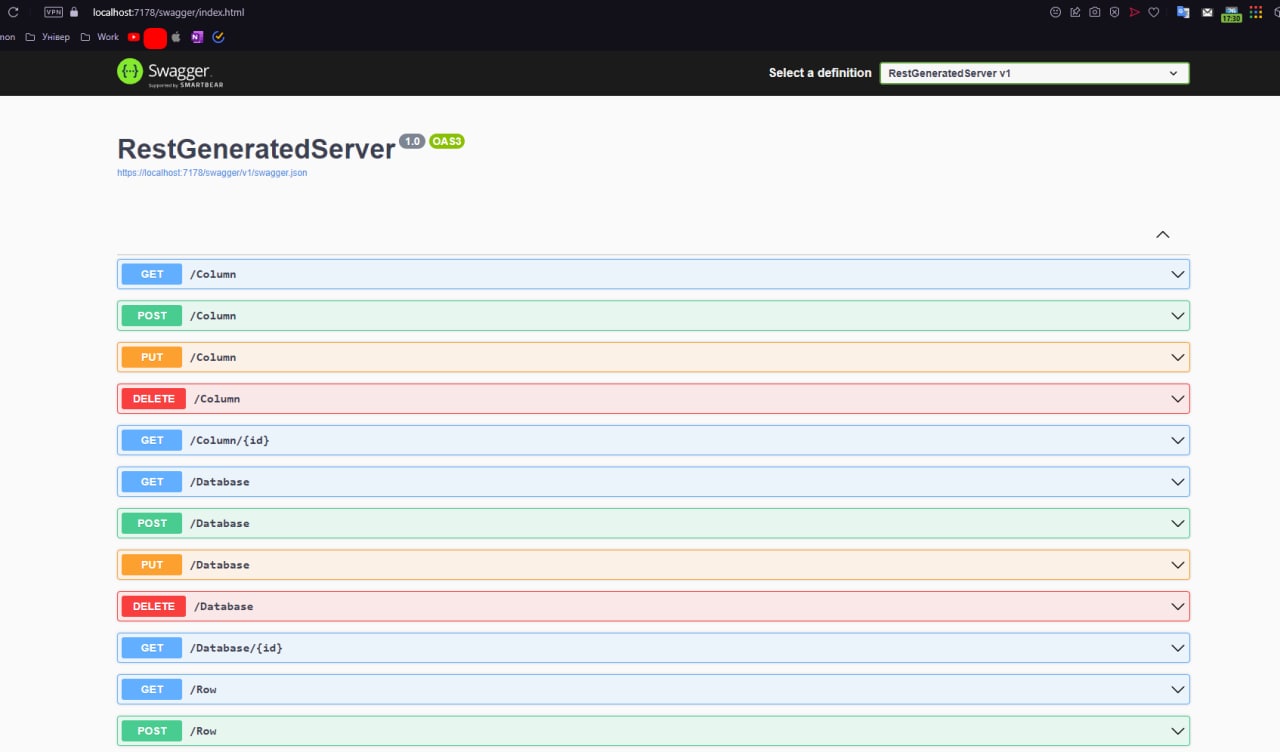 VPN localhost:7178/swagger/index.html
17:30
mon Універ Work
Swagger.
Supported by SMARTBEAR
Select a definition RestGeneratedServer v1
RestGeneratedServer 1.0 OAS3
https://localhost:7178/swagger/v1/swagger.json
GET /Column
POST /Column
PUT /Column
DELETE /Column
GET /Column/{id}
GET /Database
POST /Database
PUT /Database
DELETE /Database
GET /Database/{id}
GET /Row
POST /Row